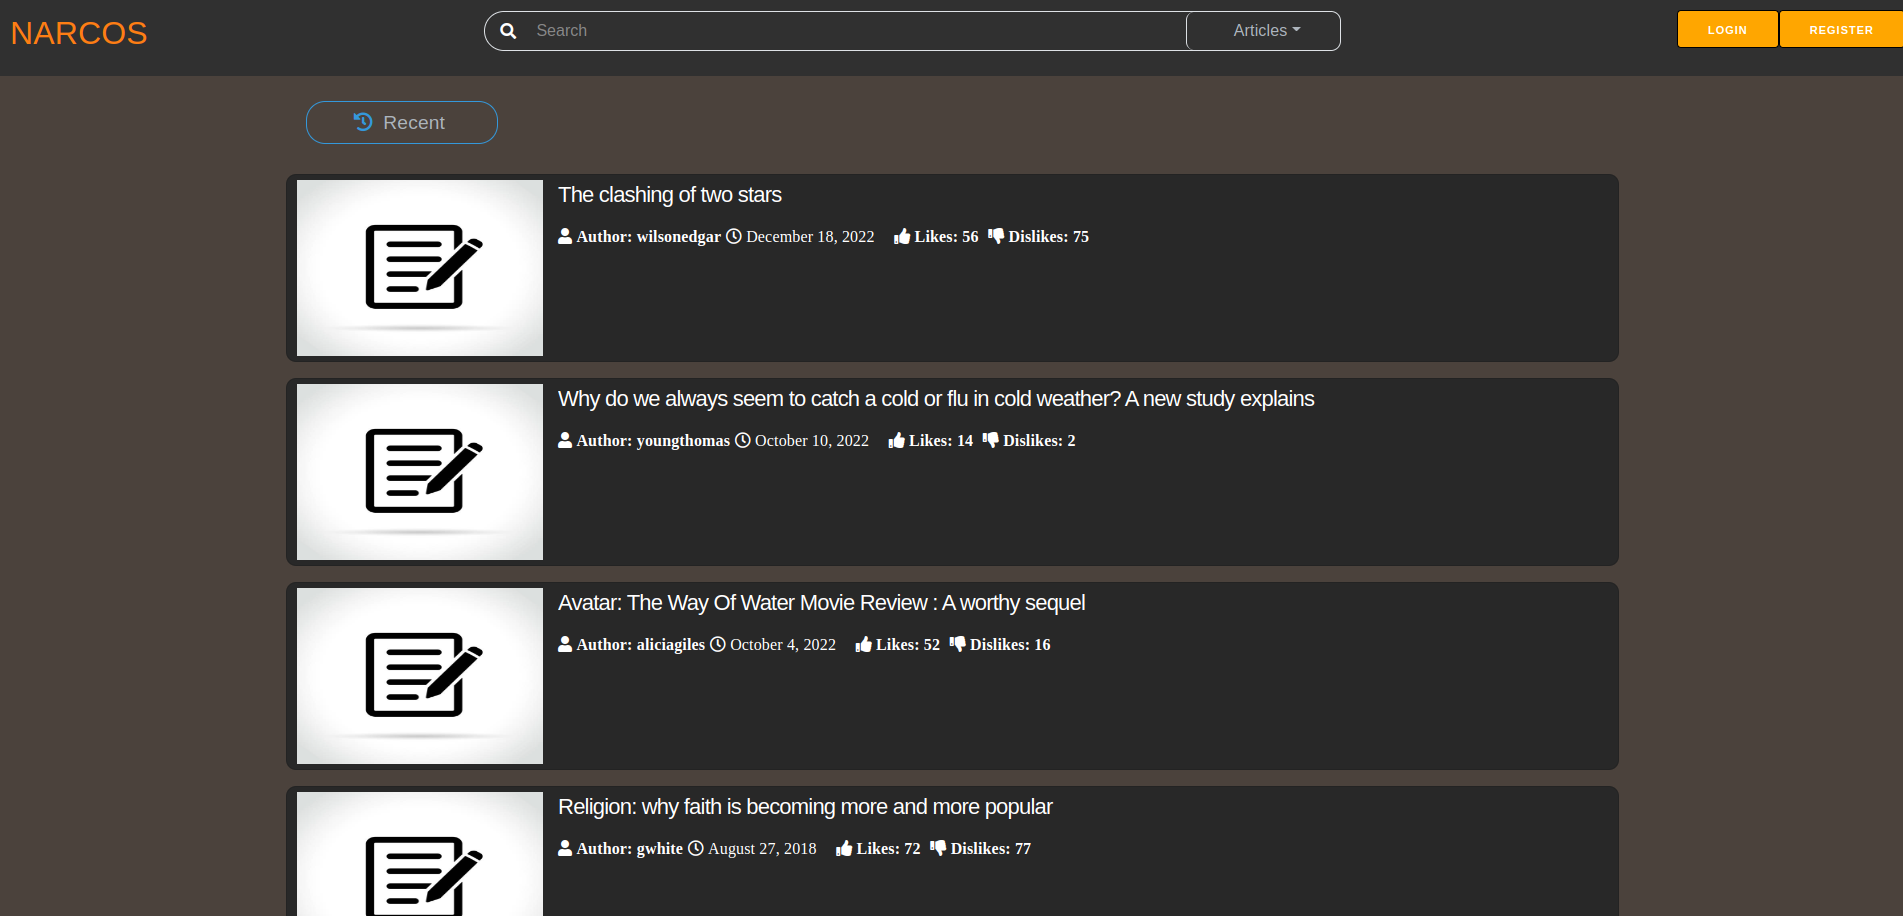 NARCOS
Search
Articles
LOGIN
REGISTER
Recent
The clashing of two stars
Author: wilsonedgar December 18, 2022 Likes: 56 Dislikes: 75
Why do we always seem to catch a cold or flu in cold weather? A new study explains
Author: youngthomas October 10, 2022 Likes: 14 Dislikes: 2
Avatar: The Way Of Water Movie Review : A worthy sequel
Author: aliciagiles October 4, 2022 Likes: 52 Dislikes: 16
Religion: why faith is becoming more and more popular
Author: gwhite August 27, 2018 Likes: 72 Dislikes: 77